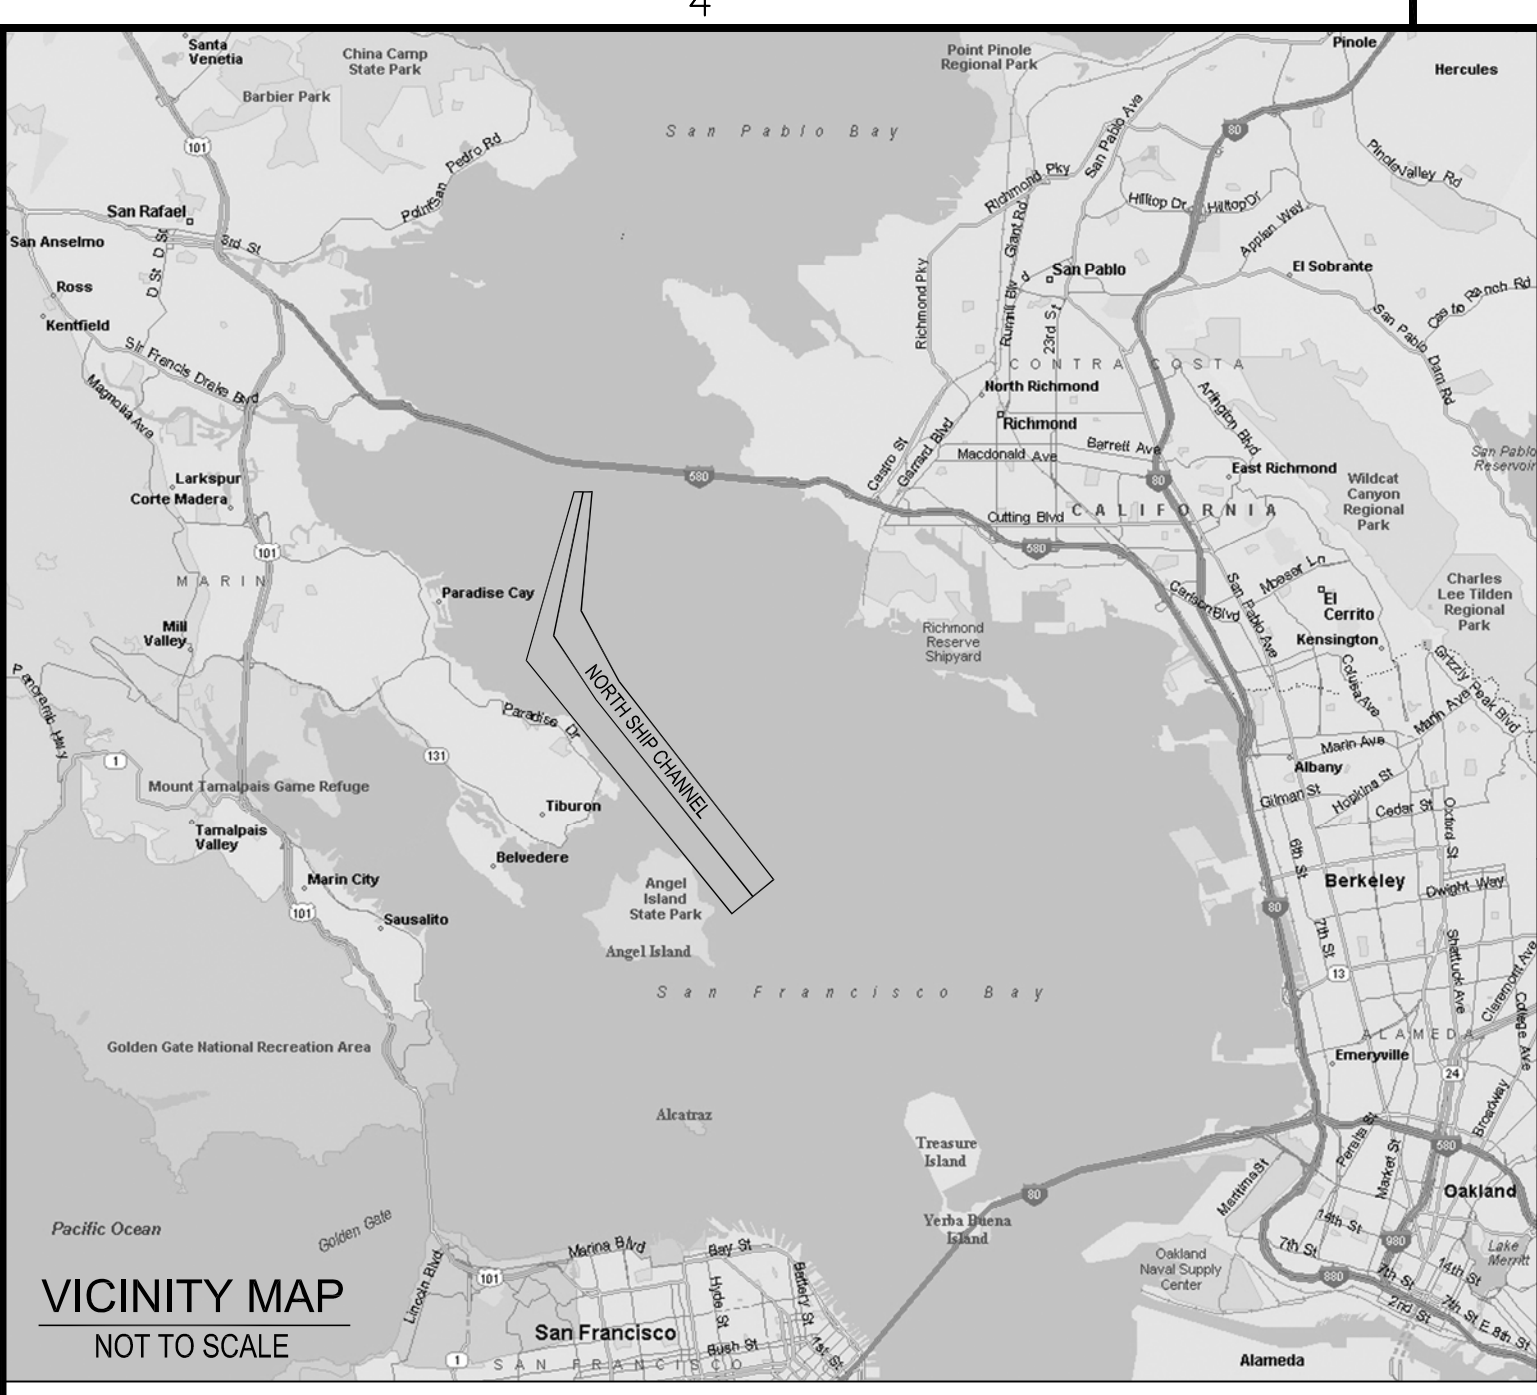 4
Santa
Venetia
China Camp
State Park
Barbier Park
Point Pinole
Regional Park
Pinole
Hercules
San Pablo Bay
80
101
San Pablo Ave
Pedro Rd
San
Point
Pinole Valley Rd
Richmond Pky
Hilltop Dr
Hilltop Dr
Appian Way
San Rafael
San Anselmo
3rd St
D St
D St
Giant Rd
San Pablo
El Sobrante
Ross
Kentfield
Richmond Pky
Rumrill Blvd
23rd St
Castro Ranch Rd
San Pablo Dam Rd
Sir Francis Drake Blvd
Magnolia Ave
CONTRA COSTA
North Richmond
Richmond
Arlington Blvd
Castro St
Garrard Blvd
Macdonald Ave
Barrett Ave
San Pablo
Reservoir
Larkspur
Corte Madera
580
80
East Richmond
Wildcat
Canyon
Regional
Park
Cutting Blvd
CALIFORNIA
101
580
MARIN
Paradise Cay
Carlson Blvd
San Pablo Ave
Moeser Ln
El
Cerrito
Charles
Lee Tilden
Regional
Park
Mill
Valley
Richmond
Reserve
Shipyard
Kensington
Colusa Ave
Grizzly Peak Blvd
Panoramic Hwy
NORTH SHIP CHANNEL
Paradise Dr
Marin Ave
Marin Ave
131
1
Albany
Mount Tamalpais Game Refuge
Gilman St
Hopkins St
Cedar St
Oxford St
Tiburon
Tamalpais
Valley
6th St
Belvedere
Marin City
Berkeley
Dwight Way
Angel
Island
State Park
101
Sausalito
80
7th St
Shattuck Ave
Angel Island
13
Claremont Ave
College Ave
San Francisco Bay
ALAMEDA
Golden Gate National Recreation Area
Emeryville
24
Alcatraz
Broadway
Treasure
Island
Peralta St
Market St
580
Maritime St
80
Oakland
Yerba Buena
Island
Pacific Ocean
Golden Gate
14th St
7th St
980
Lake
Merritt
Marina Blvd
Bay St
Oakland
Naval Supply
Center
Lincoln Blvd
101
Hyde St
Battery St
880
7th St
14th St
2nd St
7th St
E 8th St
VICINITY MAP
NOT TO SCALE
San Francisco
Bush St
1st St
1
SAN FRANCISCO
Alameda